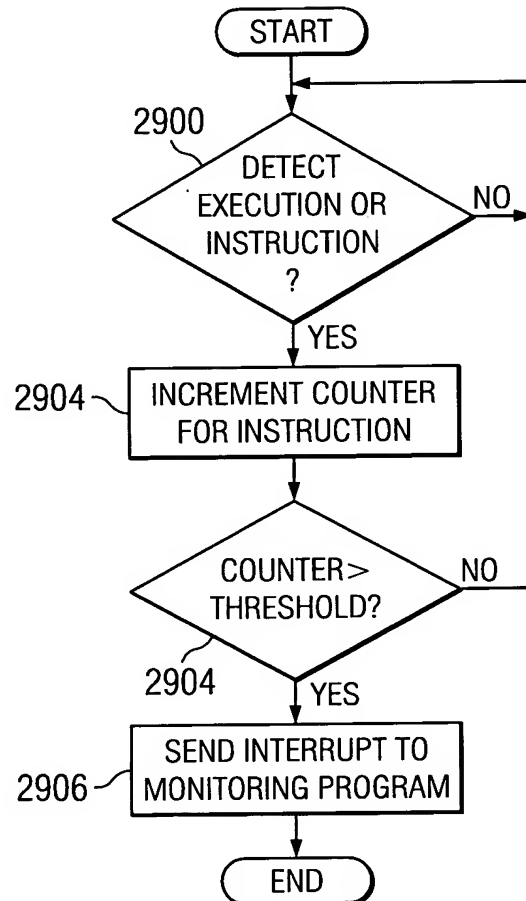 START
2900
DETECT
EXECUTION OR
INSTRUCTION
?
NO
YES
2904
INCREMENT COUNTER
FOR INSTRUCTION
COUNTER>
THRESHOLD?
NO
2904
YES
2906
SEND INTERRUPT TO
MONITORING PROGRAM
END